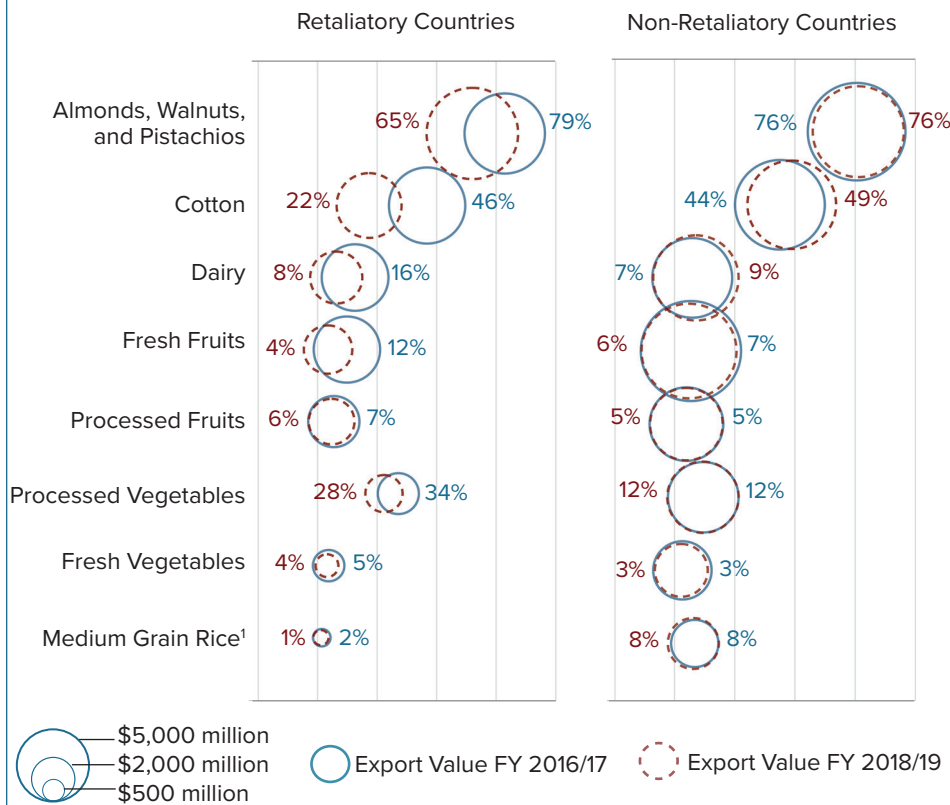 Retaliatory Countries
Non-Retaliatory Countries
Almonds, Walnuts,
and Pistachios
65%
79%
76%
76%
Cotton
22%
46%
44%
49%
Dairy
8%
16%
7%
9%
Fresh Fruits
4%
12%
6%
7%
Processed Fruits
6%
7%
5%
5%
Processed Vegetables
28%
34%
12%
12%
Fresh Vegetables
4%
5%
3%
3%
Medium Grain Rice¹
1%
2%
8%
8%
$5,000 million
$2,000 million
$500 million
Export Value FY 2016/17
Export Value FY 2018/19